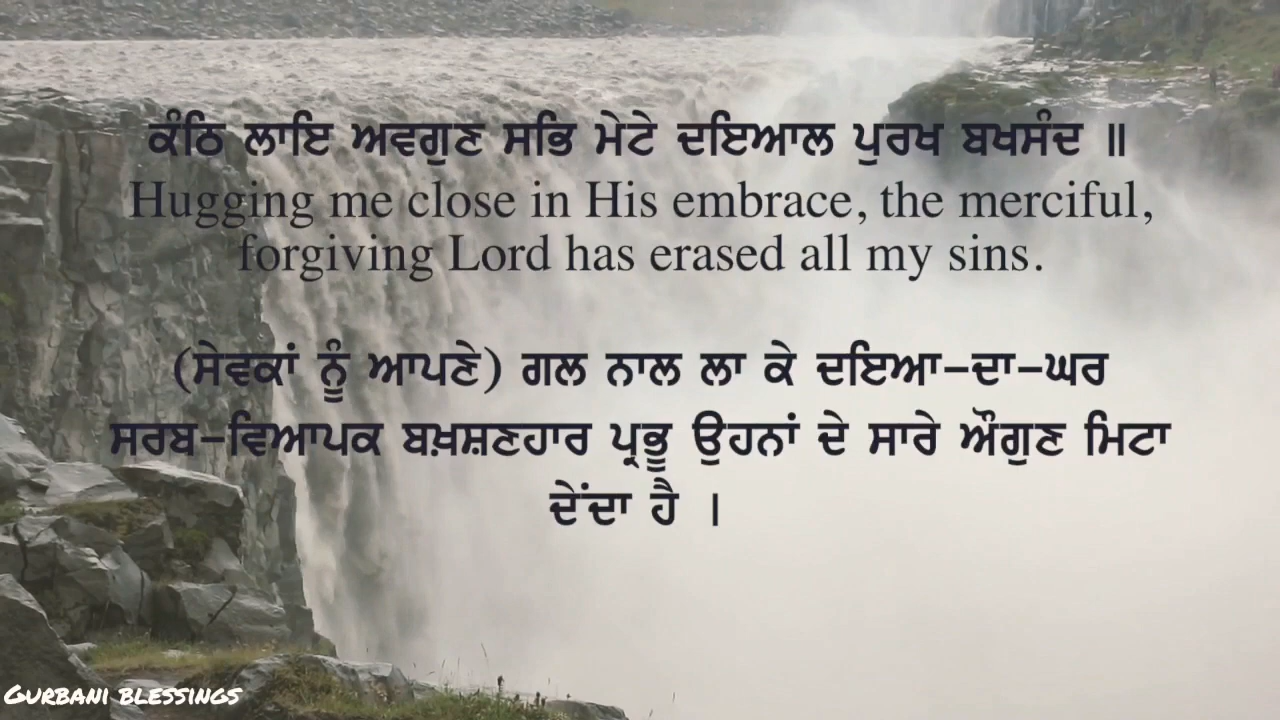 ਕੰਠਿ ਲਾਇ ਅਵਗੁਣ ਸਭਿ ਮੇਟੇ ਦਇਆਲ ਪੁਰਖ ਬਖਸੰਦ ॥
Hugging me close in His embrace, the merciful,
forgiving Lord has erased all my sins.
(ਸੇਵਕਾਂ ਨੂੰ ਆਪਣੇ) ਗਲ ਨਾਲ ਲਾ ਕੇ ਦਇਆ-ਦਾ-ਘਰ
ਸਰਬ-ਵਿਆਪਕ ਬਖ਼ਸ਼ਣਹਾਰ ਪ੍ਰਭੂ ਉਹਨਾਂ ਦੇ ਸਾਰੇ ਔਗੁਣ ਮਿਟਾ
ਦੇਂਦਾ ਹੈ ।
GURBANI BLESSINGS